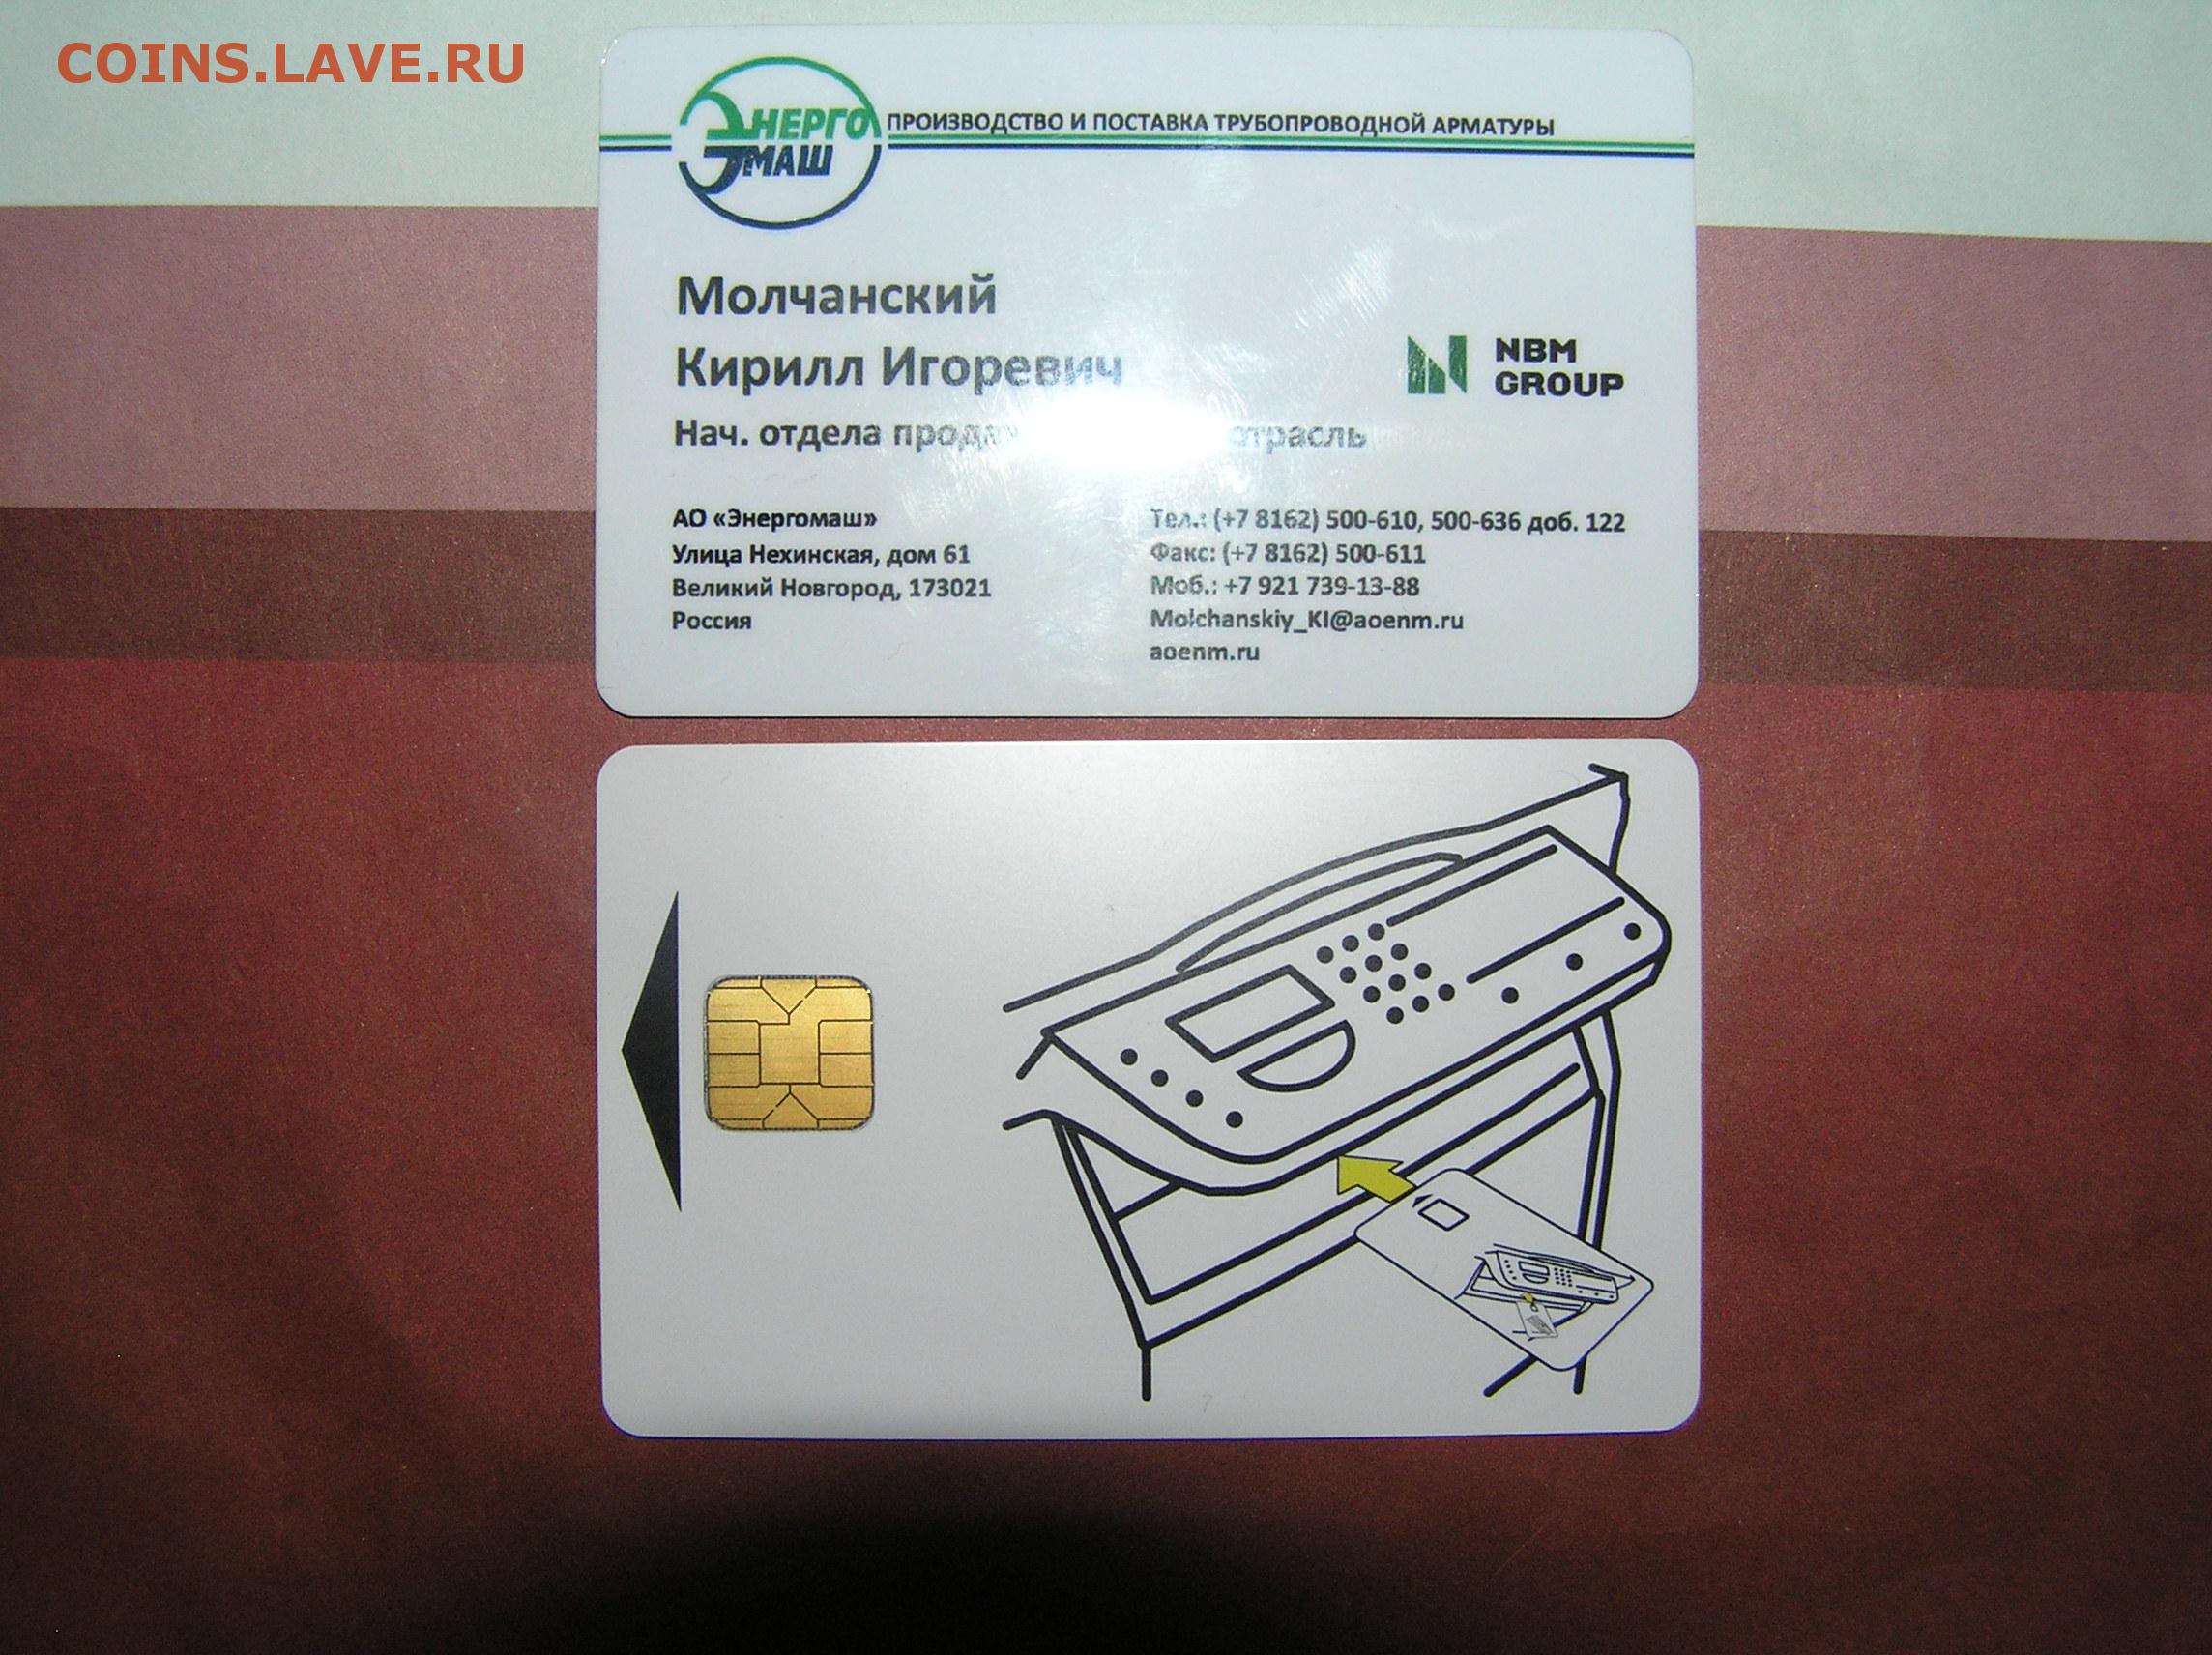 COINS.LAVE.RU
ЭНЕРГО
МАШ
ПРОИЗВОДСТВО И ПОСТАВКА ТРУБОПРОВОДНОЙ АРМАТУРЫ
Молчанский
Кирилл Игоревич
NBM
GROUP
Нач. отдела отрасль
АО «Энергомаш»
Улица Нехинская, дом 61
Великий Новгород, 173021
Россия
Тел.: (+7 8162) 500-610, 500-636 доб. 122
Факс: (+7 8162) 500-611
Моб.: +7 921 739-13-88
Molchanskiy_KI@aoenm.ru
aoenm.ru